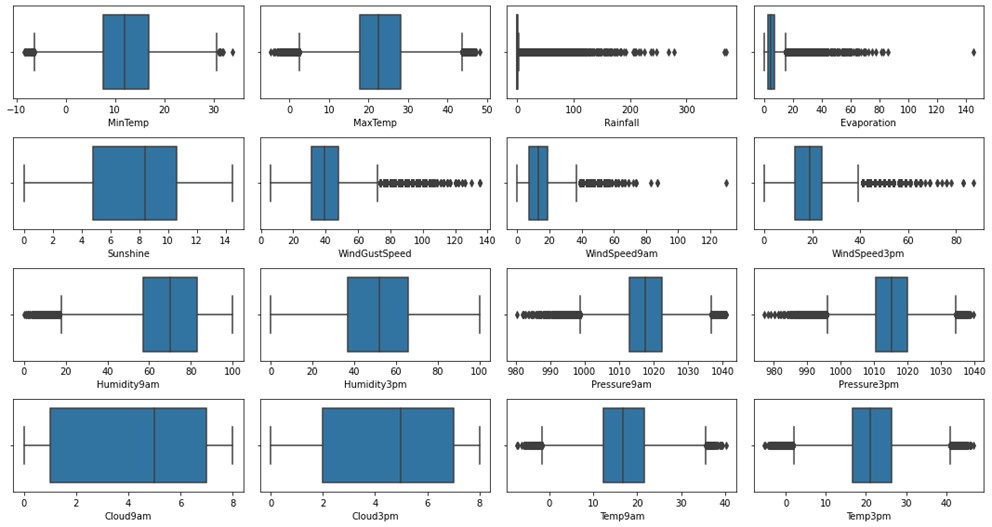 −10 0 10 20 30
MinTemp
0 10 20 30 40 50
MaxTemp
0 100 200 300
Rainfall
0 20 40 60 80 100 120 140
Evaporation
0 2 4 6 8 10 12 14
Sunshine
0 20 40 60 80 100 120 140
WindGustSpeed
0 20 40 60 80 100 120
WindSpeed9am
0 20 40 60 80
WindSpeed3pm
0 20 40 60 80 100
Humidity9am
0 20 40 60 80 100
Humidity3pm
980 990 1000 1010 1020 1030 1040
Pressure9am
980 990 1000 1010 1020 1030 1040
Pressure3pm
0 2 4 6 8
Cloud9am
0 2 4 6 8
Cloud3pm
0 10 20 30 40
Temp9am
0 10 20 30 40
Temp3pm